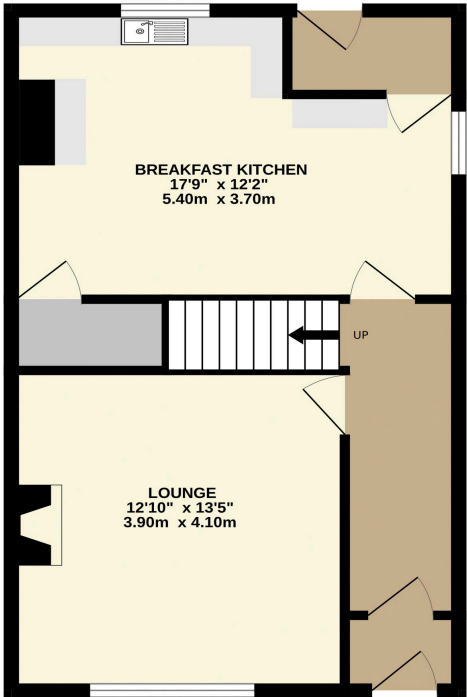 BREAKFAST KITCHEN
17'9" x 12'2"
5.40m x 3.70m
UP
LOUNGE
12'10" x 13'5"
3.90m x 4.10m